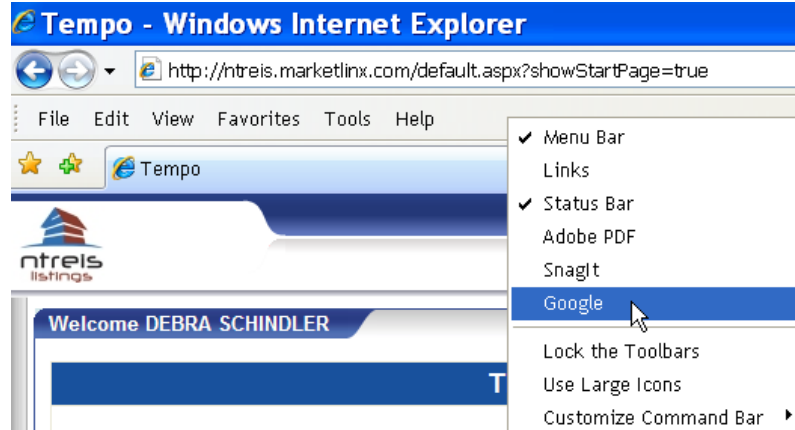 Tempo - Windows Internet Explorer
http://ntreis.marketlinx.com/default.aspx?showStartPage=true
File Edit View Favorites Tools Help
Tempo
ntreis
listings
Welcome DEBRA SCHINDLER
T
Menu Bar
Links
Status Bar
Adobe PDF
SnagIt
Google
Lock the Toolbars
Use Large Icons
Customize Command Bar